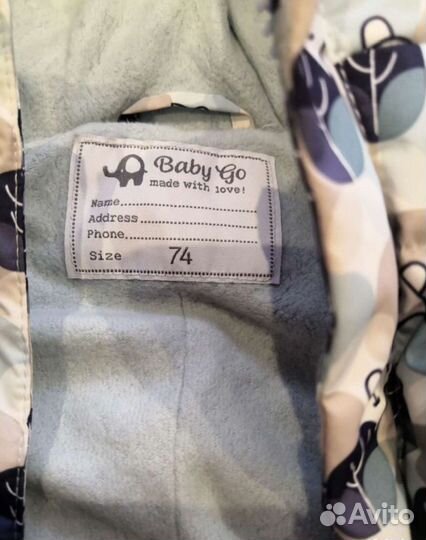 Baby Go
made with love!
Name
Address
Phone
Size 74
Avito